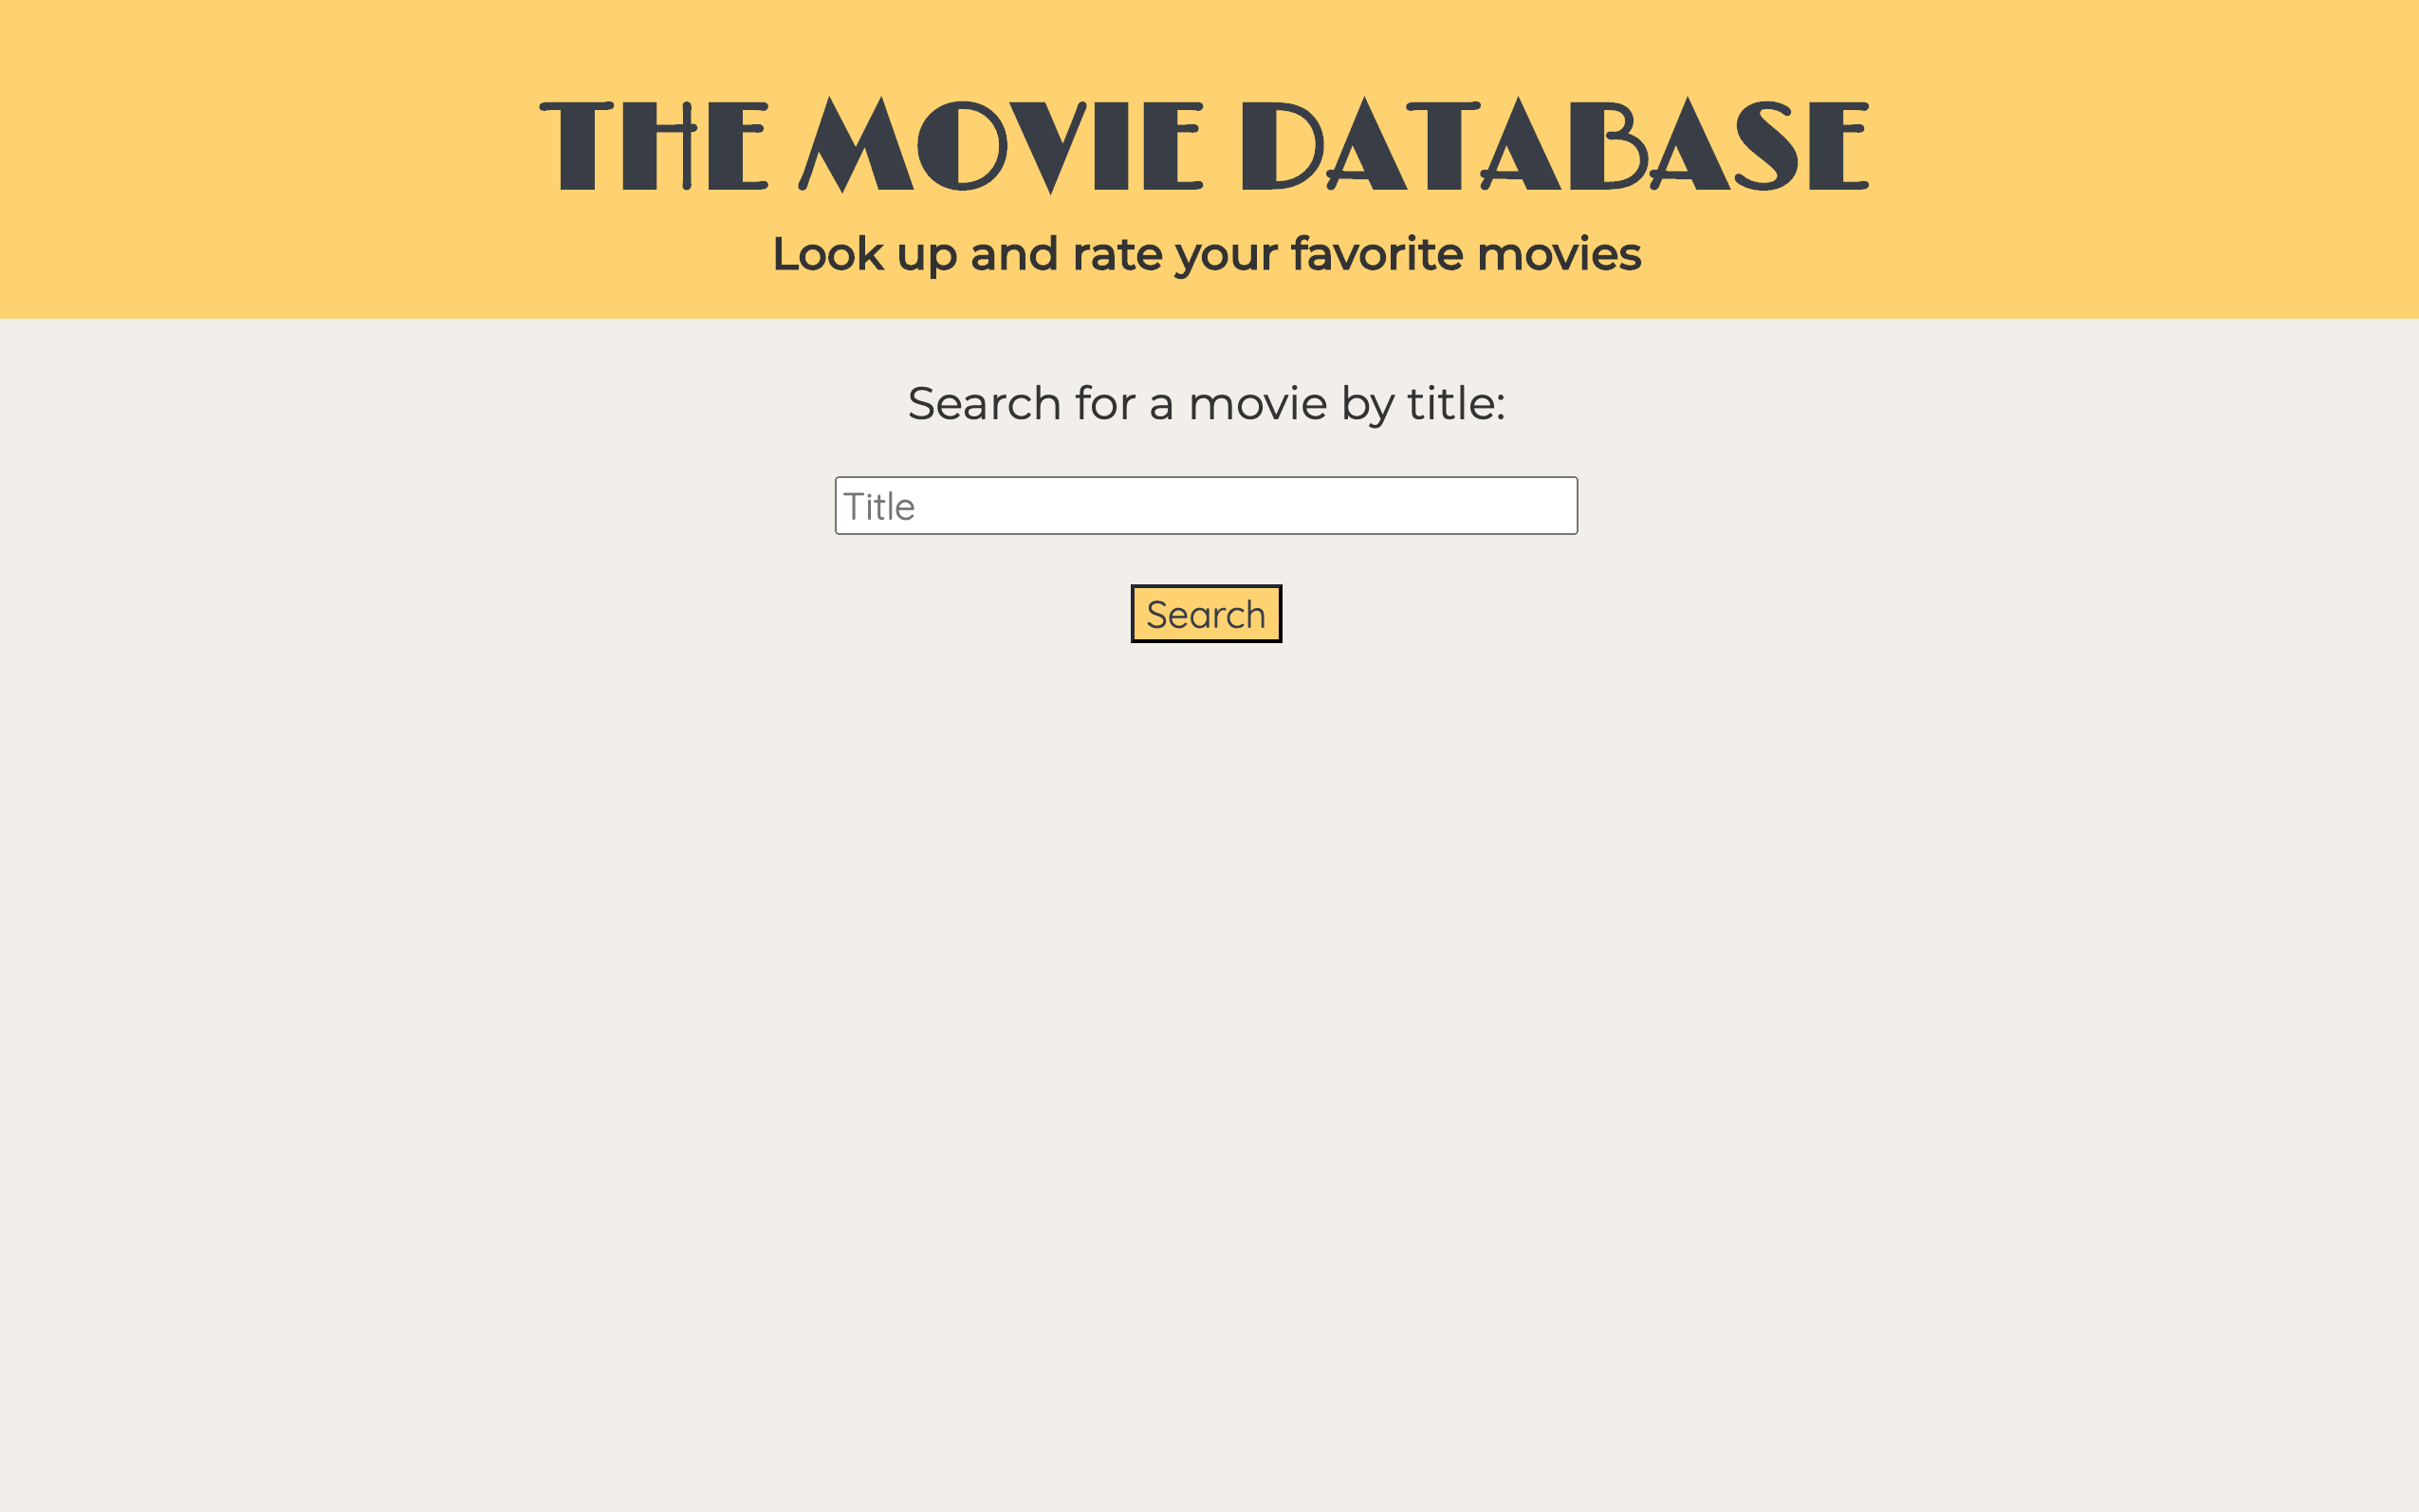 THE MOVIE DATABASE
Look up and rate your favorite movies
Search for a movie by title:
Title
Search